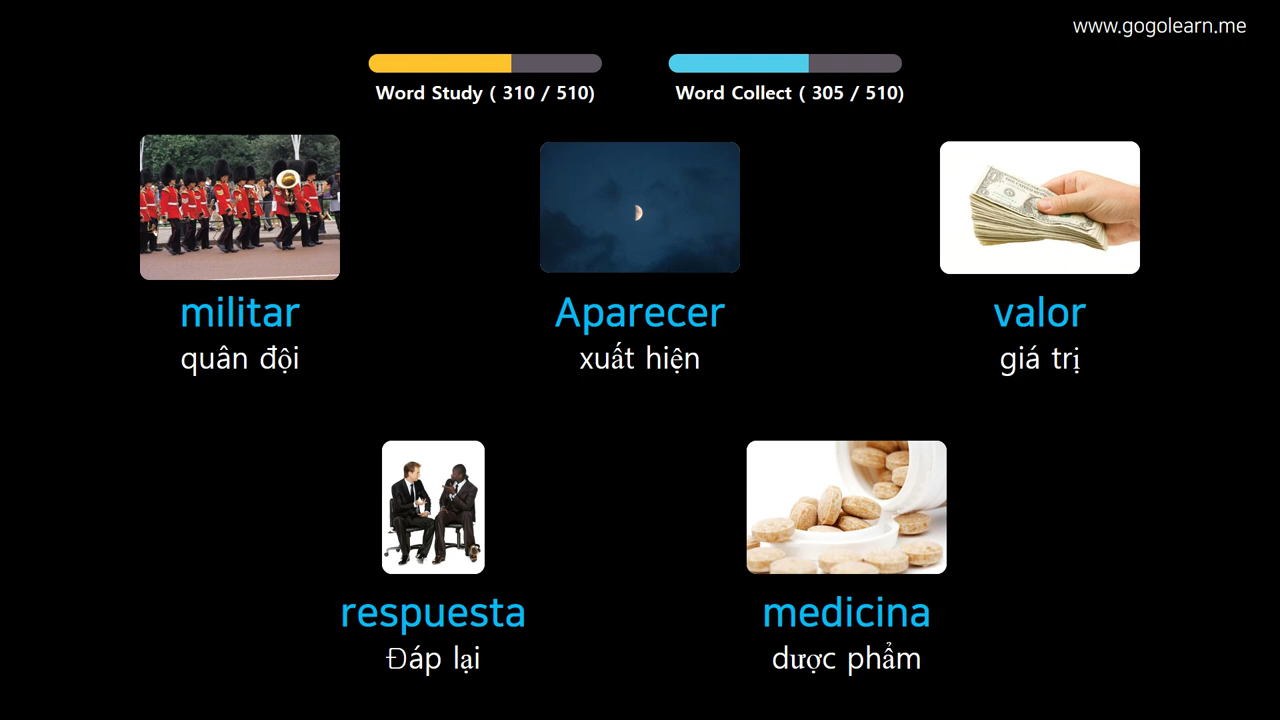 www.gogolearn.me
Word Study ( 310 / 510)
Word Collect ( 305 / 510)
militar
quân đội
Aparecer
xuất hiện
valor
giá trị
respuesta
Đáp lại
medicina
dược phẩm